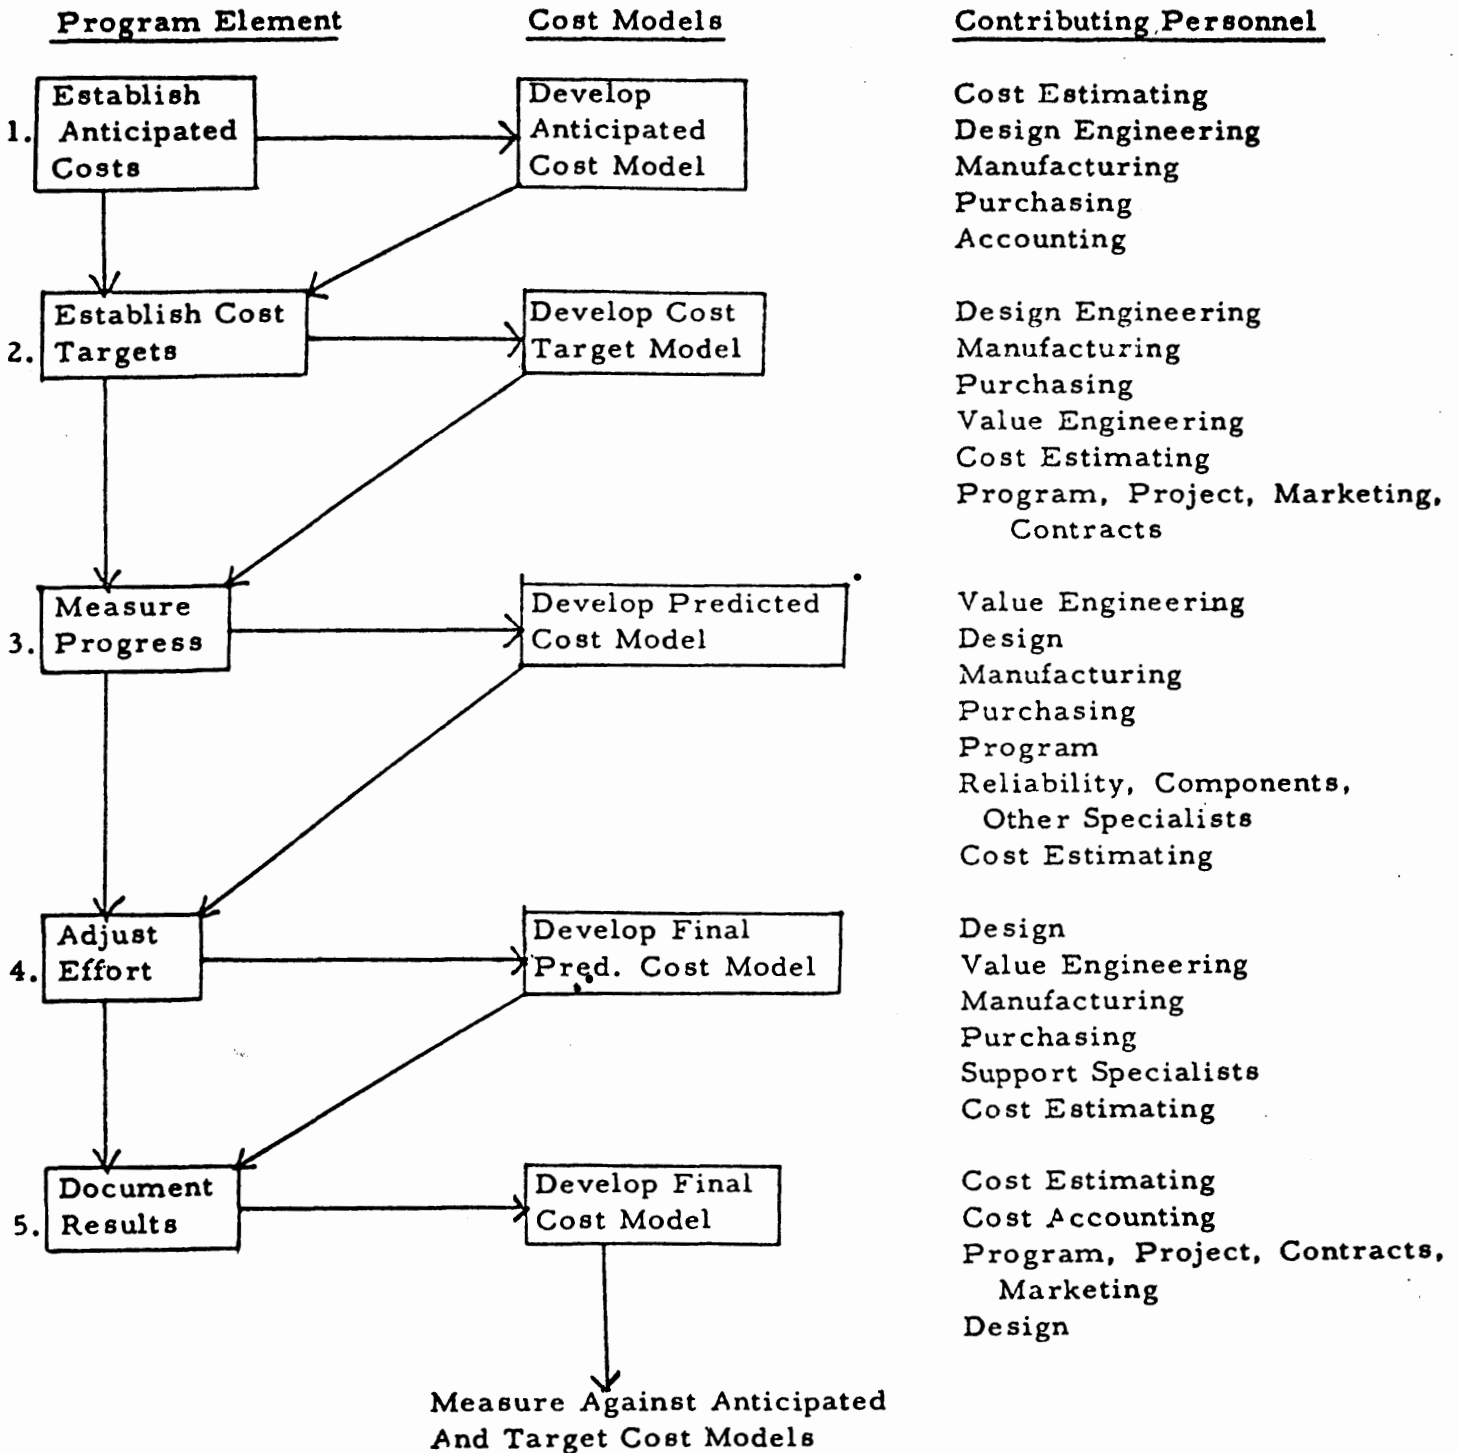 Program Element
Cost Models
Contributing Personnel
1.
Establish
Anticipated
Costs
Develop
Anticipated
Cost Model
Cost Estimating
Design Engineering
Manufacturing
Purchasing
Accounting
2.
Establish Cost
Targets
Develop Cost
Target Model
Design Engineering
Manufacturing
Purchasing
Value Engineering
Cost Estimating
Program, Project, Marketing,
Contracts
3.
Measure
Progress
Develop Predicted
Cost Model
Value Engineering
Design
Manufacturing
Purchasing
Program
Reliability, Components,
Other Specialists
Cost Estimating
4.
Adjust
Effort
Develop Final
Pred. Cost Model
Design
Value Engineering
Manufacturing
Purchasing
Support Specialists
Cost Estimating
5.
Document
Results
Develop Final
Cost Model
Cost Estimating
Cost Accounting
Program, Project, Contracts,
Marketing
Design
Measure Against Anticipated
And Target Cost Models